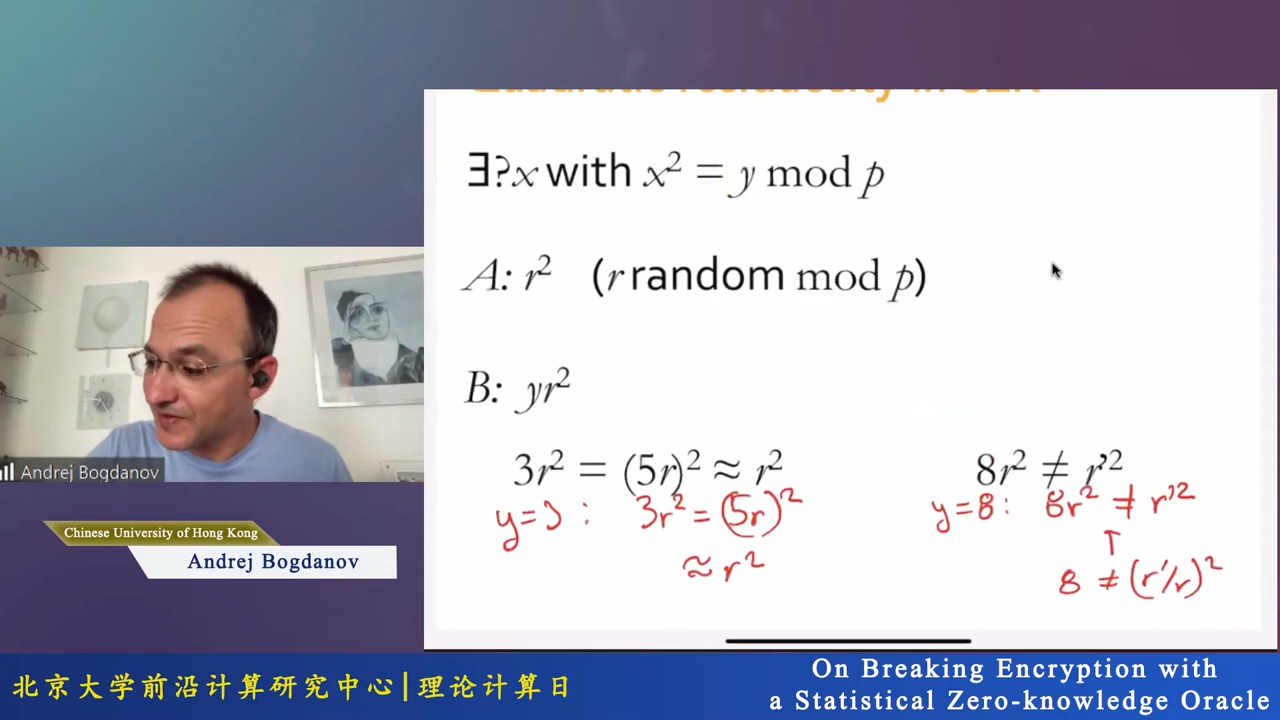 ∃?x with x² = y mod p
A: r² (r random mod p)
B: yr²
3r² = (5r)² ≈ r²
8r² ≠ r'²
y=3 : 3r² = (5r)²
≈ r²
y=8 : 8r² ≠ r'²
↑
8 ≠ (r'/r)²
Andrej Bogdanov
Chinese University of Hong Kong
Andrej Bogdanov
北京大学前沿计算研究中心|理论计算日
On Breaking Encryption with
a Statistical Zero-knowledge Oracle